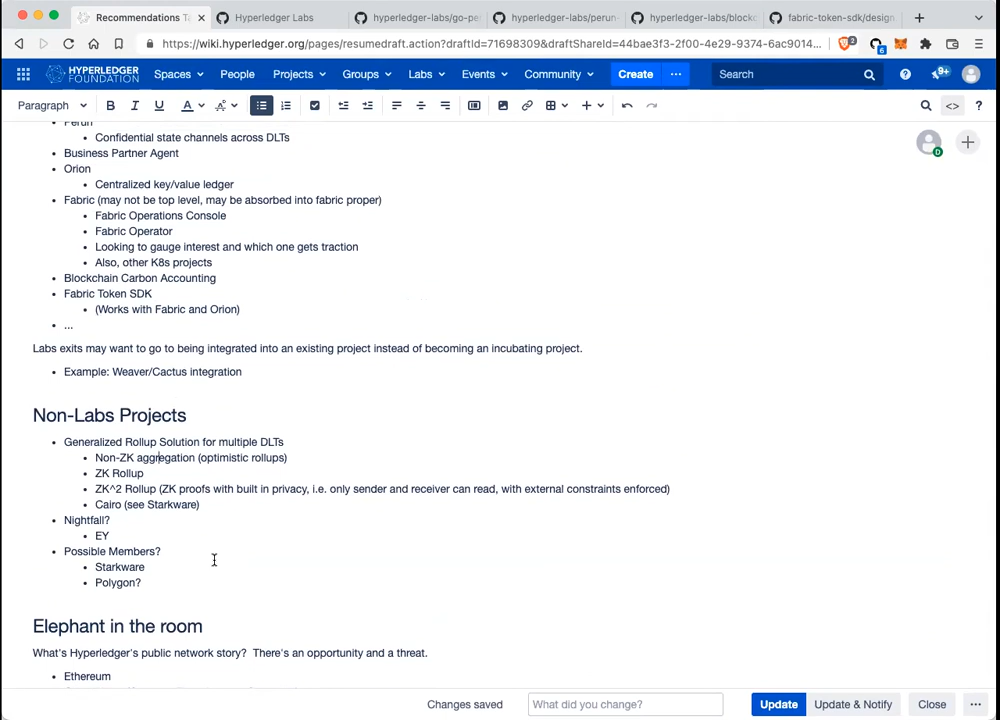 Recommendations Ta
Hyperledger Labs
hyperledger-labs/go-pe
hyperledger-labs/perun
hyperledger-labs/blockc
fabric-token-sdk/design
https://wiki.hyperledger.org/pages/resumedraft.action?draftId=71698309&draftShareId=44bae3f3-2f00-4e29-9374-6ac9014...
2
6
HYPERLEDGER FOUNDATION
Spaces
People
Projects
Groups
Labs
Events
Community
Create
...
Search
9+
Paragraph
B I U A
<>
?
Perun
• Confidential state channels across DLTs
• Business Partner Agent
• Orion
• Centralized key/value ledger
• Fabric (may not be top level, may be absorbed into fabric proper)
• Fabric Operations Console
• Fabric Operator
• Looking to gauge interest and which one gets traction
• Also, other K8s projects
• Blockchain Carbon Accounting
• Fabric Token SDK
• (Works with Fabric and Orion)
• ...
Labs exits may want to go to being integrated into an existing project instead of becoming an incubating project.
• Example: Weaver/Cactus integration
Non-Labs Projects
• Generalized Rollup Solution for multiple DLTs
• Non-ZK aggregation (optimistic rollups)
• ZK Rollup
• ZK^2 Rollup (ZK proofs with built in privacy, i.e. only sender and receiver can read, with external constraints enforced)
• Cairo (see Starkware)
• Nightfall?
• EY
• Possible Members?
• Starkware
• Polygon?
Elephant in the room
What's Hyperledger's public network story?  There's an opportunity and a threat.
• Ethereum
D
Changes saved
What did you change?
Update
Update & Notify
Close
...